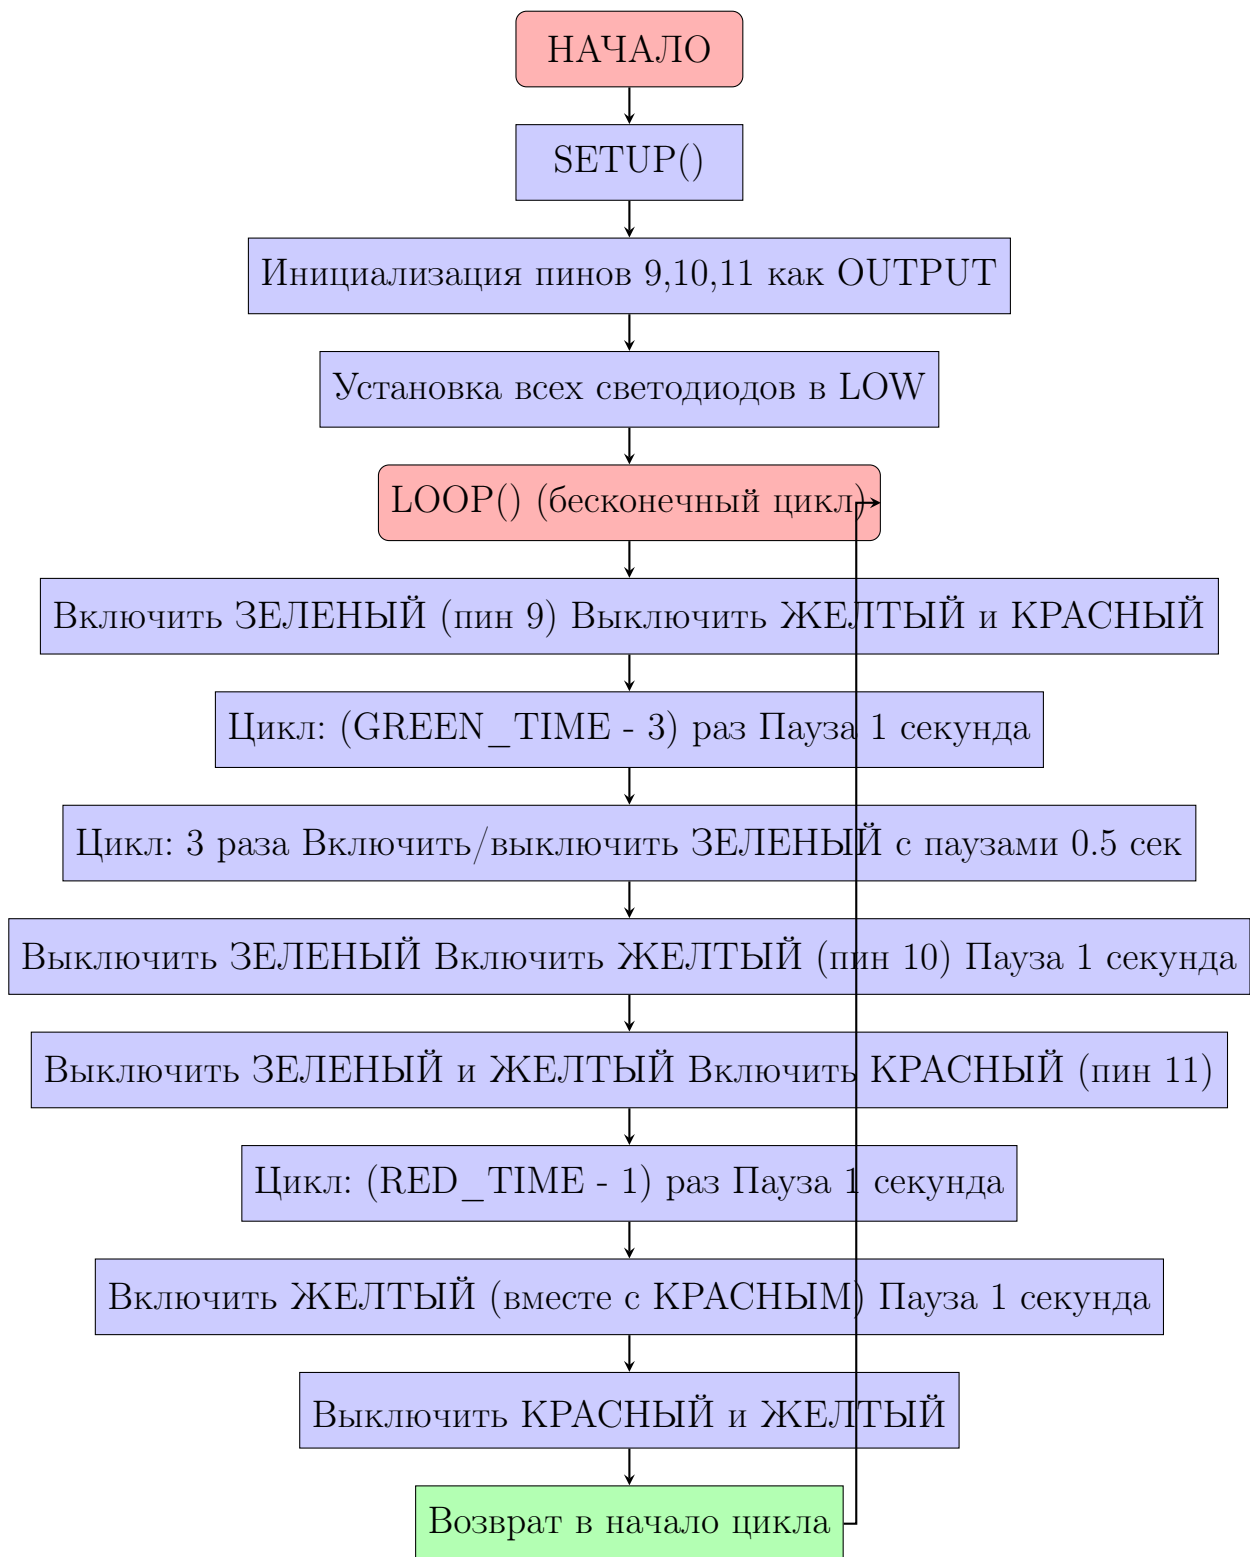 НАЧАЛО
SETUP()
Инициализация пинов 9,10,11 как OUTPUT
Установка всех светодиодов в LOW
LOOP() (бесконечный цикл)
Включить ЗЕЛЕНЫЙ (пин 9) Выключить ЖЕЛТЫЙ и КРАСНЫЙ
Цикл: (GREEN_TIME - 3) раз Пауза 1 секунда
Цикл: 3 раза Включить/выключить ЗЕЛЕНЫЙ с паузами 0.5 сек
Выключить ЗЕЛЕНЫЙ Включить ЖЕЛТЫЙ (пин 10) Пауза 1 секунда
Выключить ЗЕЛЕНЫЙ и ЖЕЛТЫЙ Включить КРАСНЫЙ (пин 11)
Цикл: (RED_TIME - 1) раз Пауза 1 секунда
Включить ЖЕЛТЫЙ (вместе с КРАСНЫМ) Пауза 1 секунда
Выключить КРАСНЫЙ и ЖЕЛТЫЙ
Возврат в начало цикла